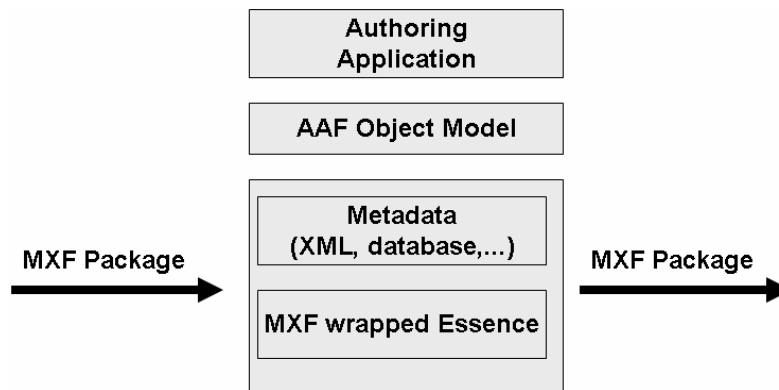 Authoring
Application
AAF Object Model
Metadata
(XML, database,...)
MXF Package
MXF Package
MXF wrapped Essence